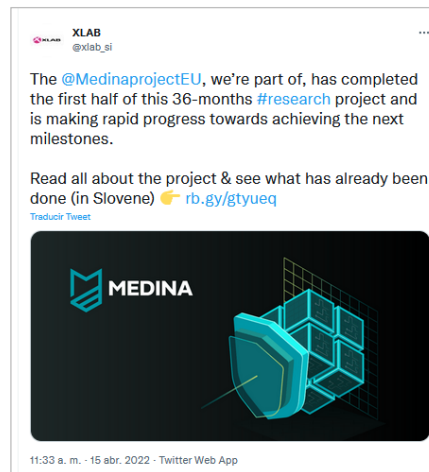 XLAB
@xlab_si
The @MedinaprojectEU, we're part of, has completed
the first half of this 36-months #research project and
is making rapid progress towards achieving the next
milestones.
Read all about the project & see what has already been
done (in Slovene) 👉 rb.gy/gtyueq
Traducir Tweet
MEDINA
11:33 a. m. · 15 abr. 2022 · Twitter Web App